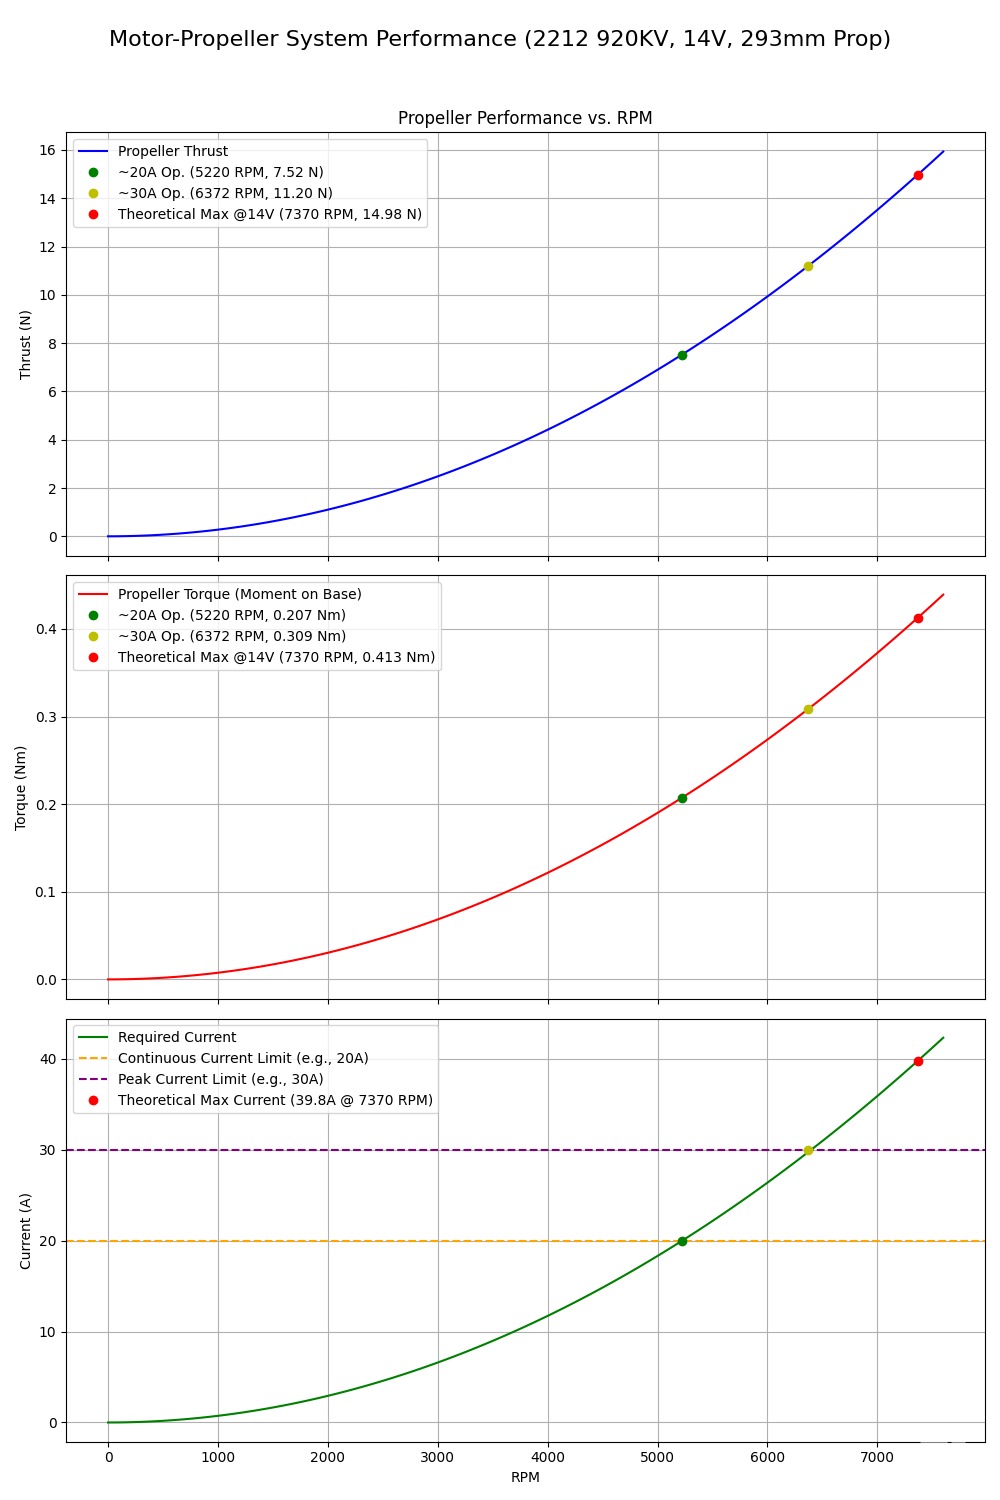 Motor-Propeller System Performance (2212 920KV, 14V, 293mm Prop)
Propeller Performance vs. RPM
Propeller Thrust
~20A Op. (5220 RPM, 7.52 N)
~30A Op. (6372 RPM, 11.20 N)
Theoretical Max @14V (7370 RPM, 14.98 N)
16
14
12
10
8
6
4
2
0
Thrust (N)
Propeller Torque (Moment on Base)
~20A Op. (5220 RPM, 0.207 Nm)
~30A Op. (6372 RPM, 0.309 Nm)
Theoretical Max @14V (7370 RPM, 0.413 Nm)
0.4
0.3
0.2
0.1
0.0
Torque (Nm)
Required Current
Continuous Current Limit (e.g., 20A)
Peak Current Limit (e.g., 30A)
Theoretical Max Current (39.8A @ 7370 RPM)
40
30
20
10
0
Current (A)
0 1000 2000 3000 4000 5000 6000 7000
RPM